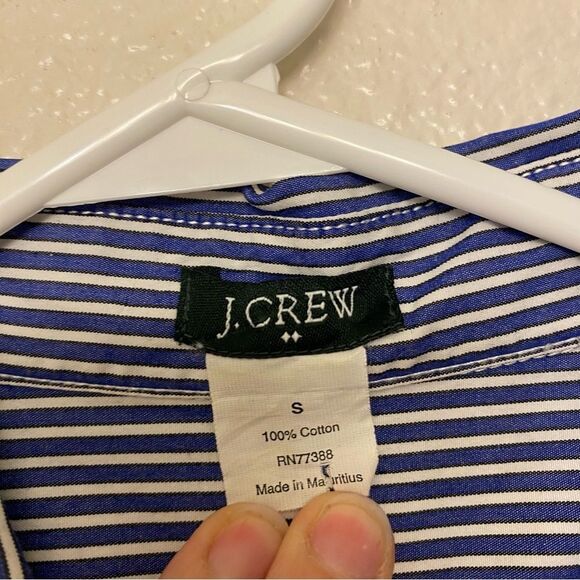 J.CREW
S
100% Cotton
RN77388
Made in Mauritius